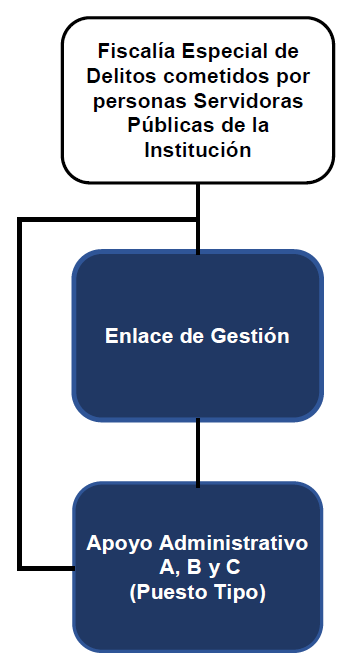 Fiscalía Especial de
Delitos cometidos por
personas Servidoras
Públicas de la
Institución
Enlace de Gestión
Apoyo Administrativo
A, B y C
(Puesto Tipo)